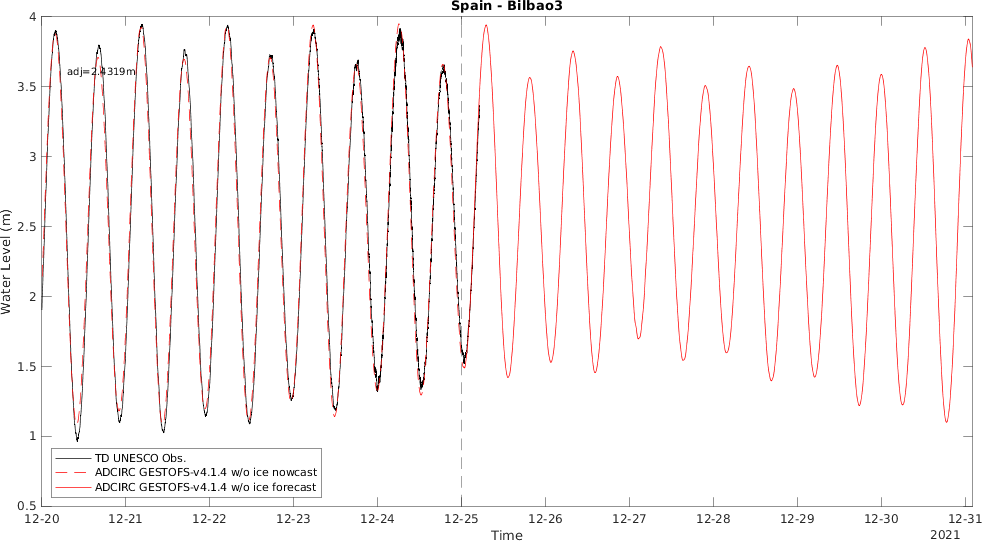 Spain - Bilbao3
4
3.5
3
2.5
2
1.5
1
0.5
Water Level (m)
adj=2.4319m
TD UNESCO Obs.
ADCIRC GESTOFS-v4.1.4 w/o ice nowcast
ADCIRC GESTOFS-v4.1.4 w/o ice forecast
12-20 12-21 12-22 12-23 12-24 12-25 12-26 12-27 12-28 12-29 12-30 12-31
Time
2021